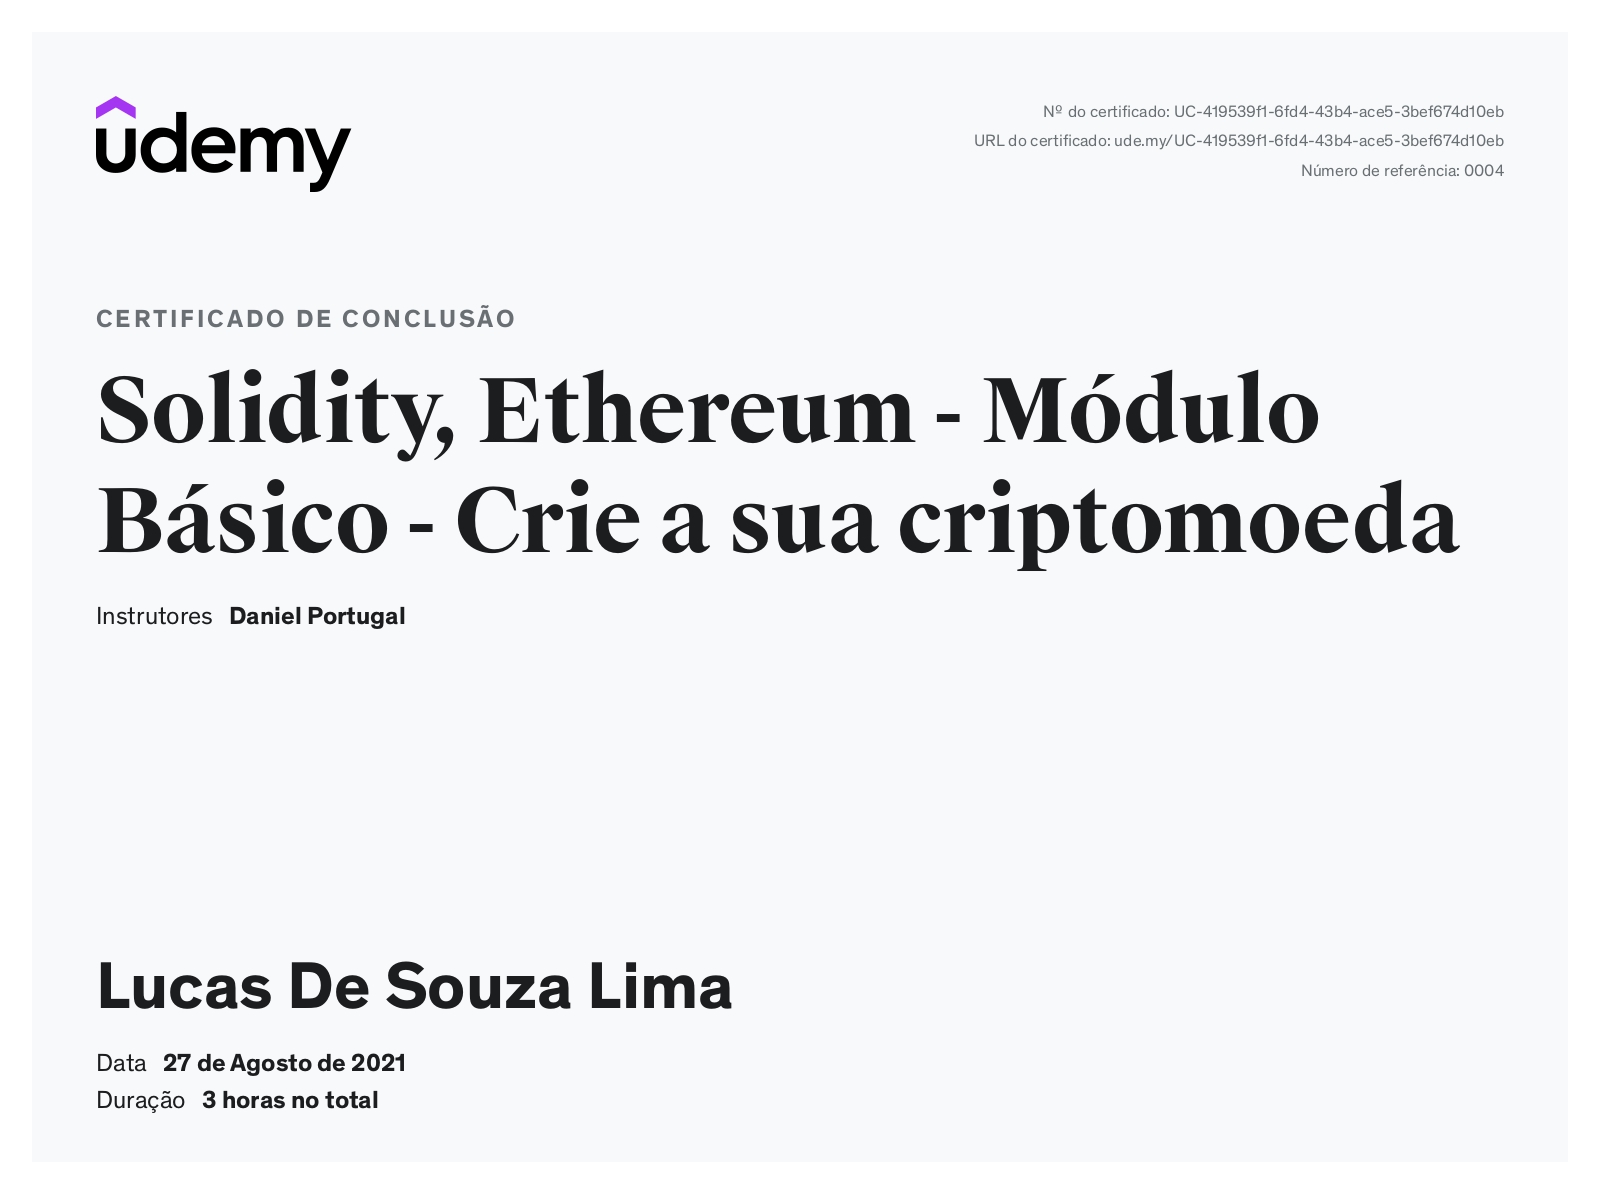 udemy
Nº do certificado: UC-419539f1-6fd4-43b4-ace5-3bef674d10eb
URL do certificado: ude.my/UC-419539f1-6fd4-43b4-ace5-3bef674d10eb
Número de referência: 0004
CERTIFICADO DE CONCLUSÃO
Solidity, Ethereum - Módulo
Básico - Crie a sua criptomoeda
Instrutores Daniel Portugal
Lucas De Souza Lima
Data 27 de Agosto de 2021
Duração 3 horas no total